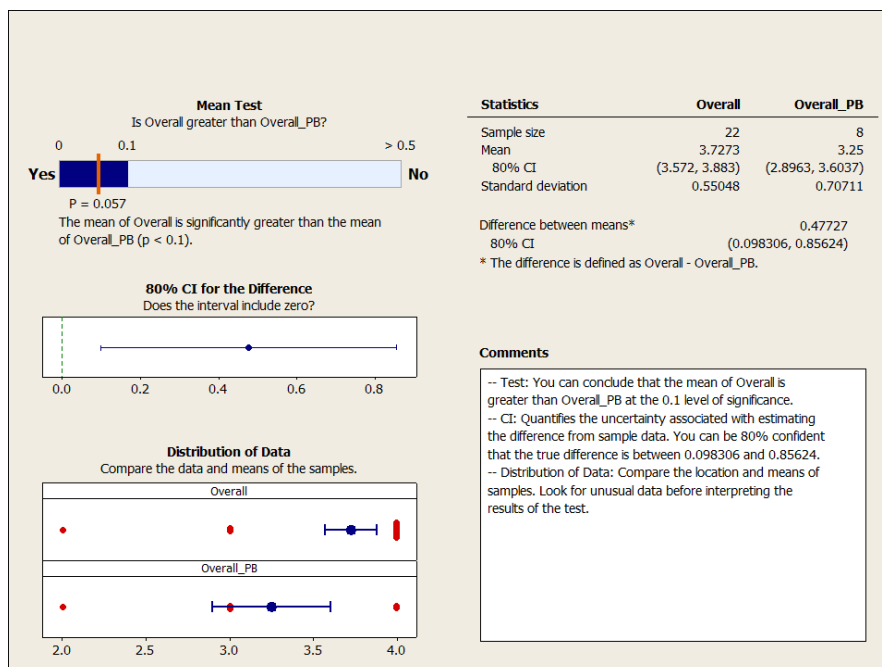 Mean Test
Is Overall greater than Overall_PB?
0 0.1 > 0.5
Yes No
P = 0.057
The mean of Overall is significantly greater than the mean
of Overall_PB (p < 0.1).
80% CI for the Difference
Does the interval include zero?
0.0 0.2 0.4 0.6 0.8
Distribution of Data
Compare the data and means of the samples.
Overall
Overall_PB
2.0 2.5 3.0 3.5 4.0
Statistics Overall Overall_PB
Sample size 22 8
Mean 3.7273 3.25
80% CI (3.572, 3.883) (2.8963, 3.6037)
Standard deviation 0.55048 0.70711
Difference between means* 0.47727
80% CI (0.098306, 0.85624)
* The difference is defined as Overall - Overall_PB.
Comments
-- Test: You can conclude that the mean of Overall is
greater than Overall_PB at the 0.1 level of significance.
-- CI: Quantifies the uncertainty associated with estimating
the difference from sample data. You can be 80% confident
that the true difference is between 0.098306 and 0.85624.
-- Distribution of Data: Compare the location and means of
samples. Look for unusual data before interpreting the
results of the test.